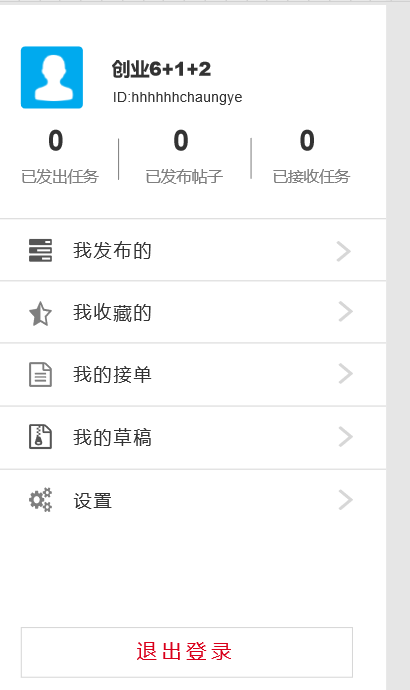 创业6+1+2
ID:hhhhhhchaungye
0 0 0
已发出任务 已发布帖子 已接收任务
我发布的
我收藏的
我的接单
我的草稿
设置
退出登录